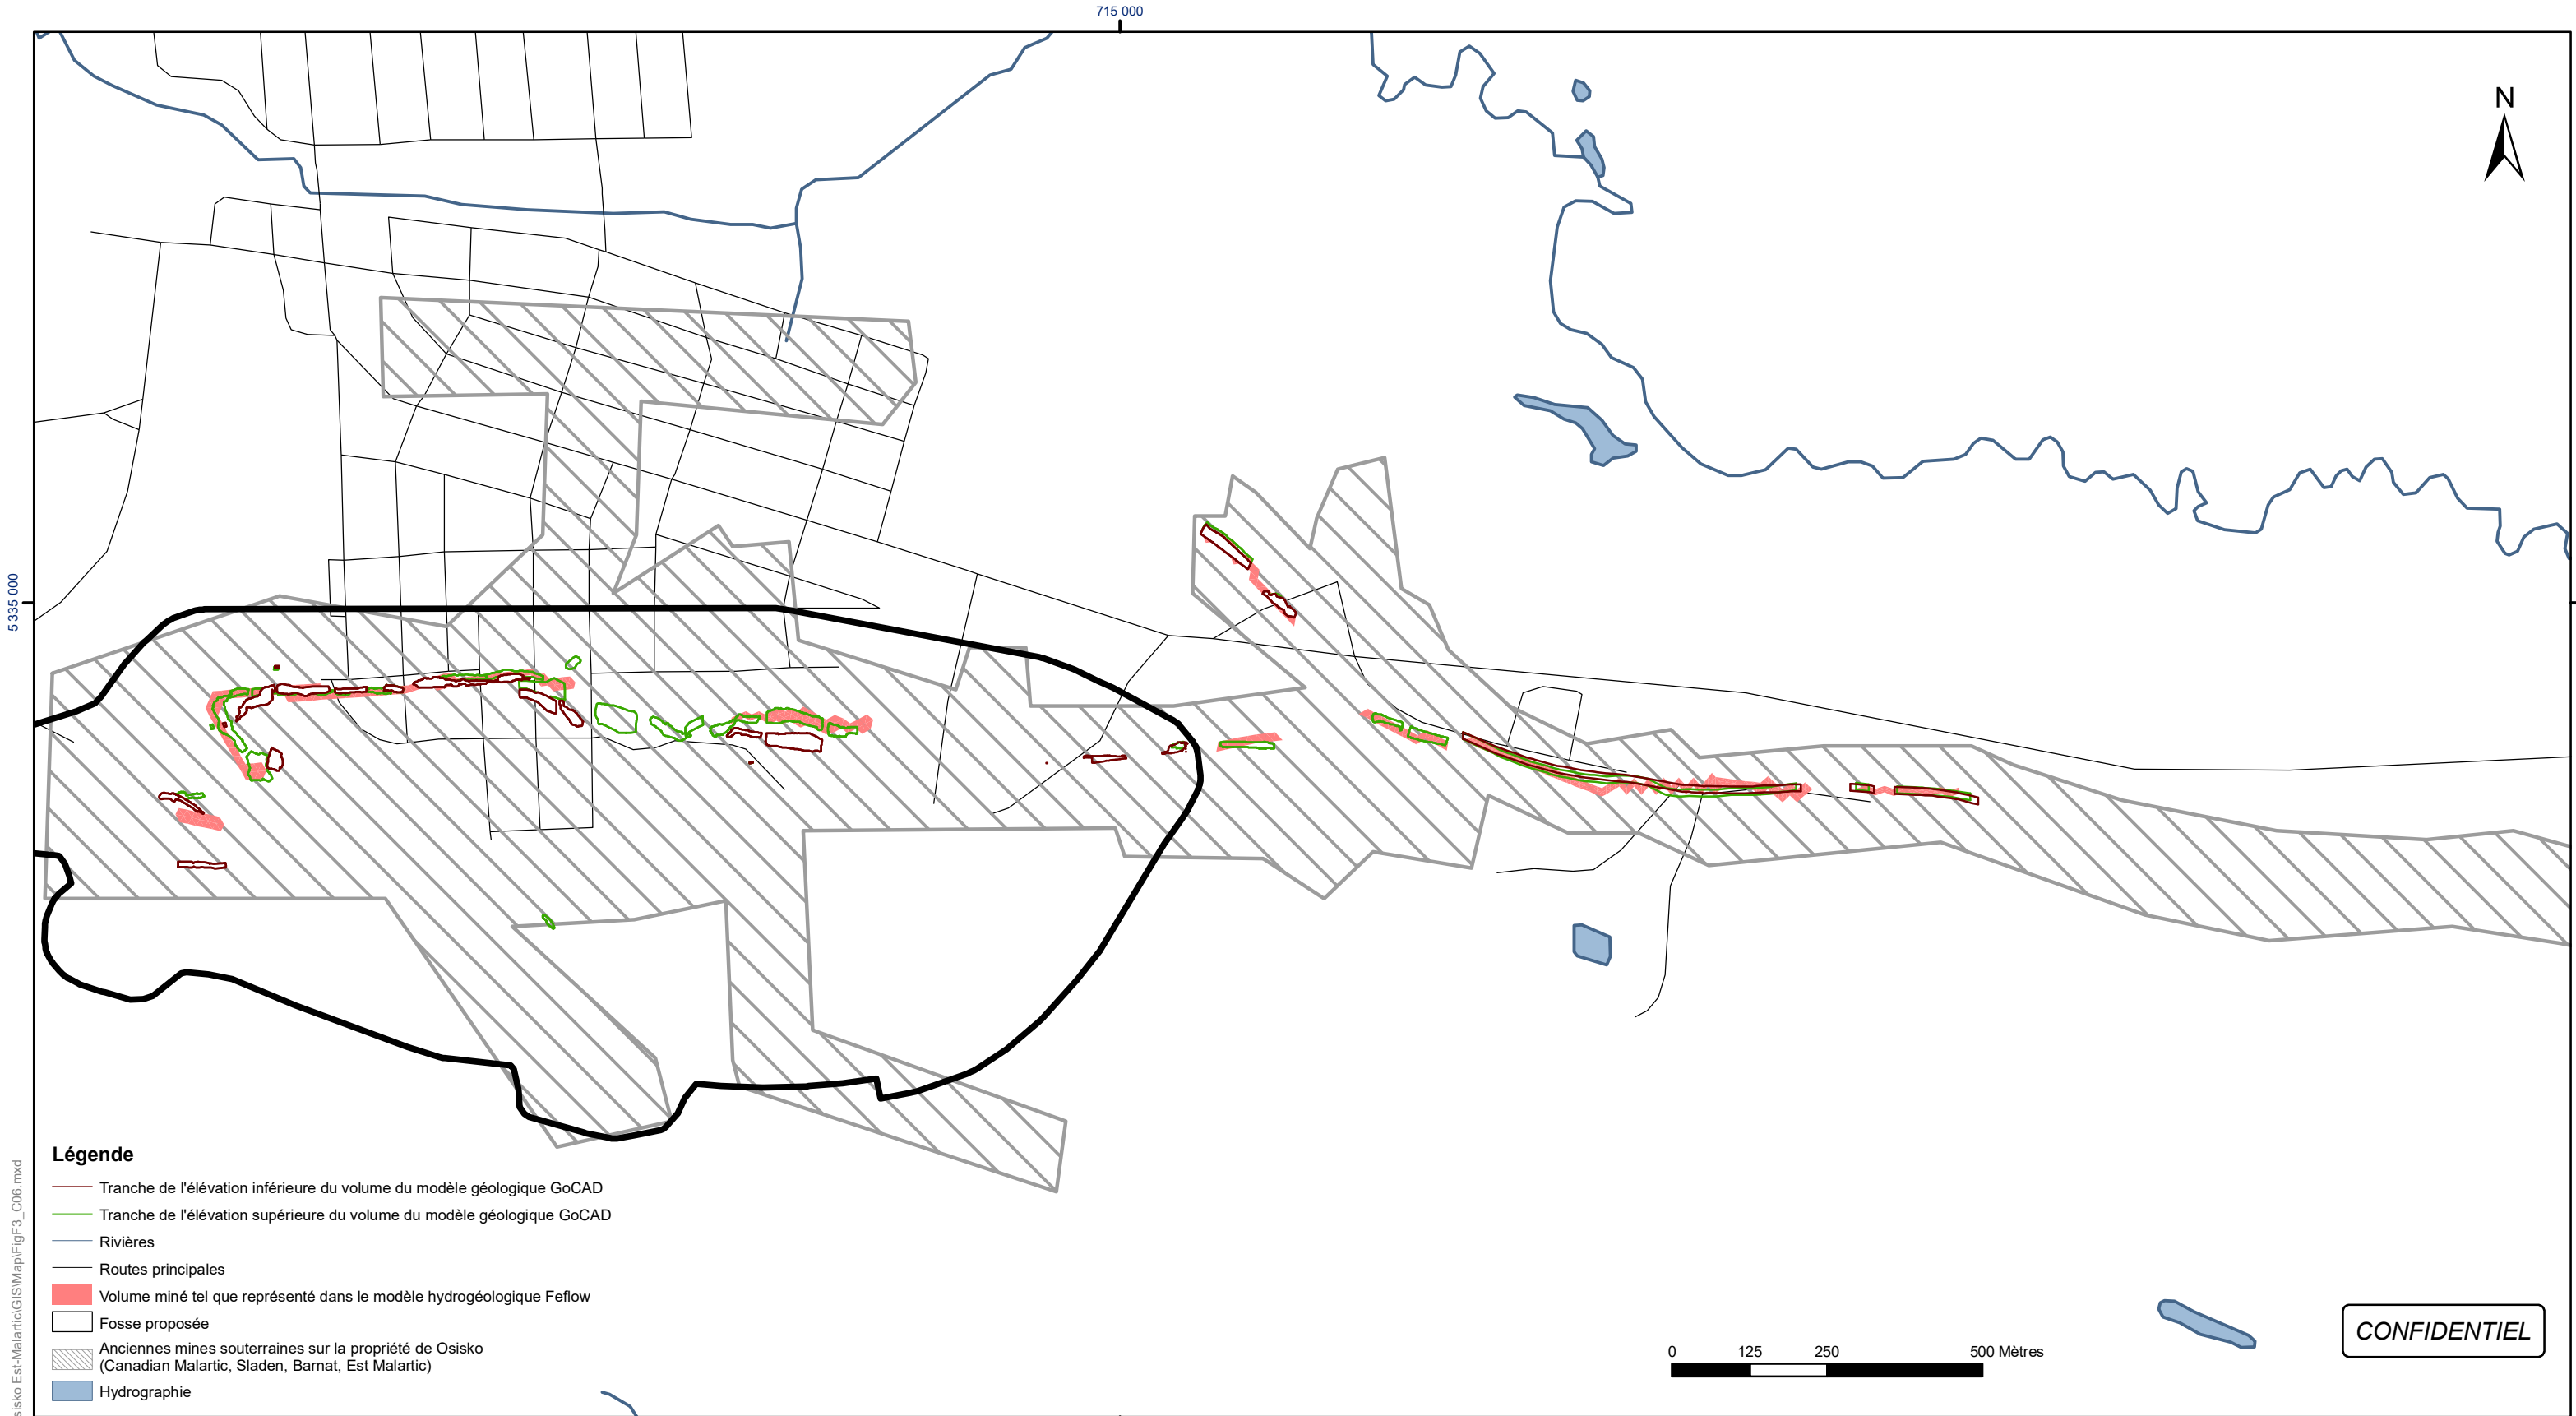 715 000
N
5 335 000
Légende
Tranche de l'élévation inférieure du volume du modèle géologique GoCAD
Tranche de l'élévation supérieure du volume du modèle géologique GoCAD
Rivières
Routes principales
Volume miné tel que représenté dans le modèle hydrogéologique Feflow
Fosse proposée
Anciennes mines souterraines sur la propriété de Osisko
(Canadian Malartic, Sladen, Barnat, Est Malartic)
Hydrographie
0 125 250 500 Mètres
CONFIDENTIEL
sisko Est-Malartic\GIS\Map\FigF3_C06.mxd